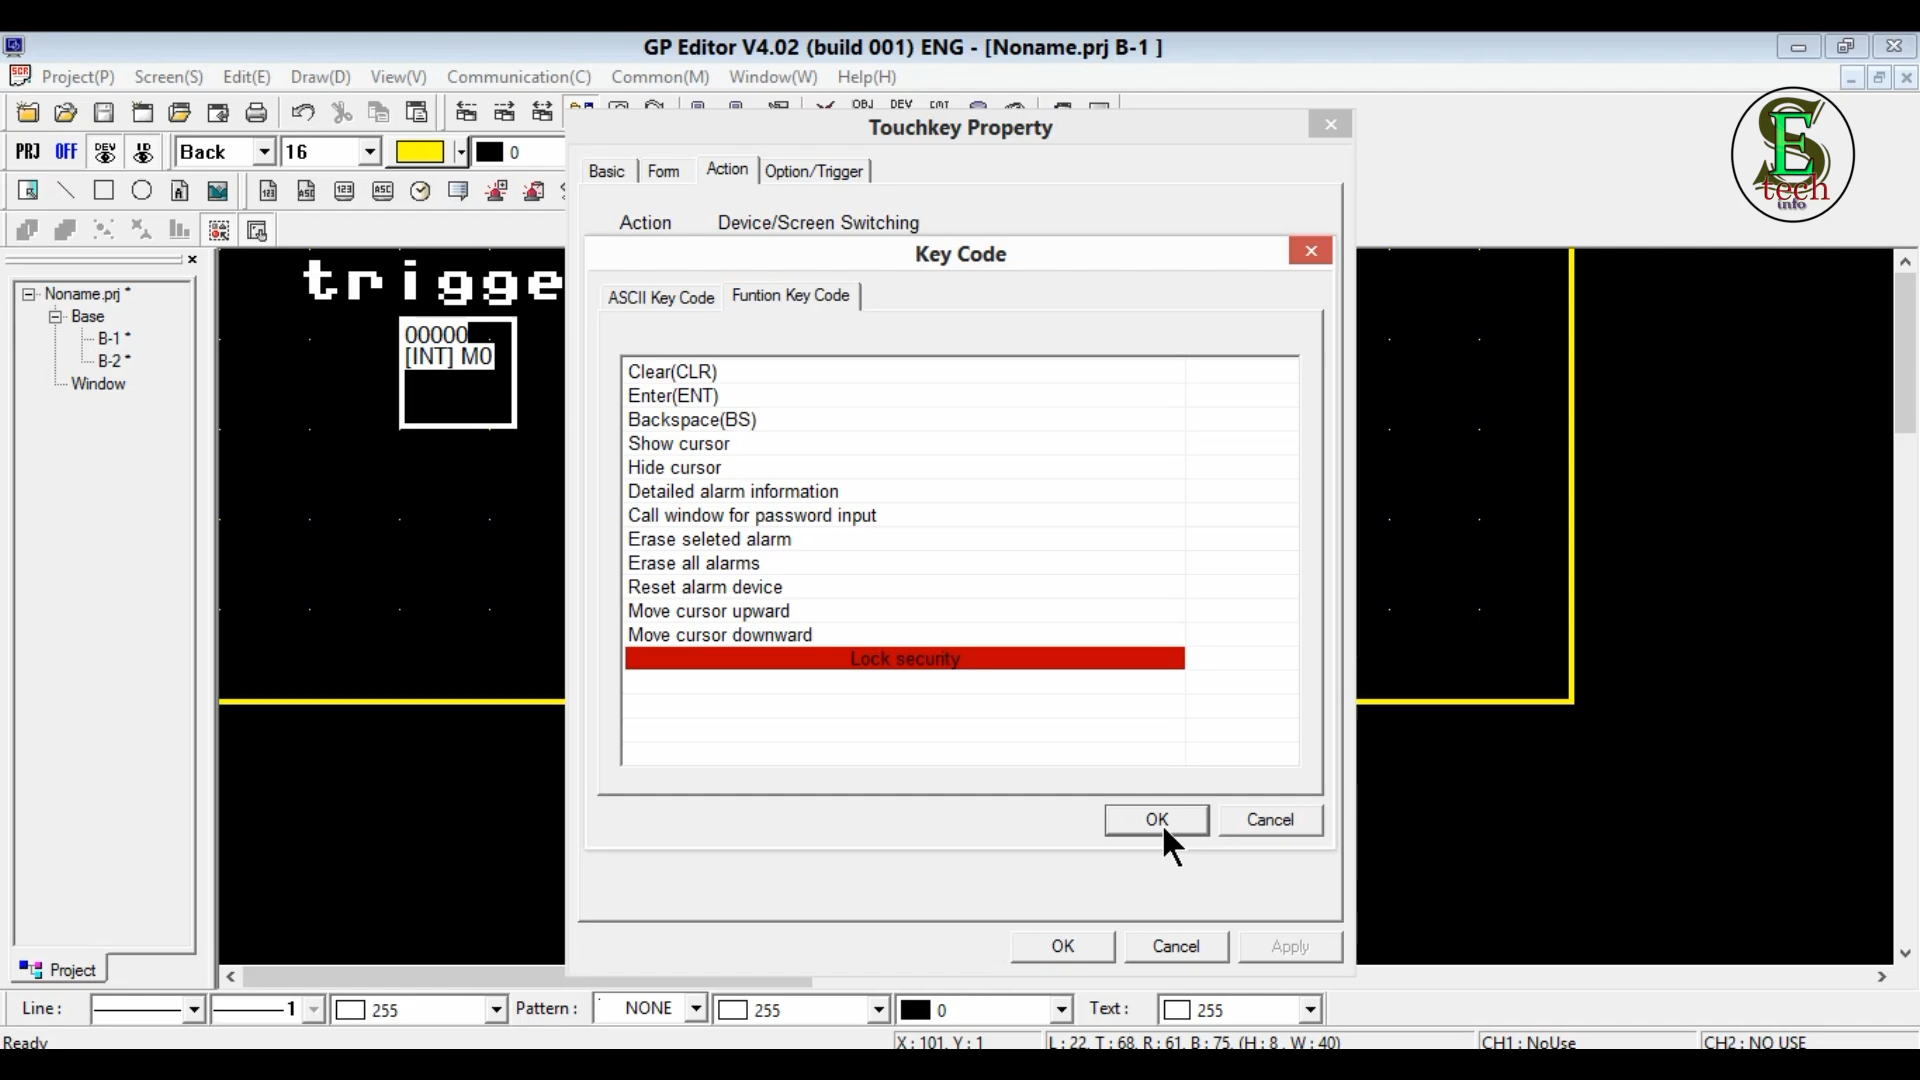 GP Editor V4.02 (build 001) ENG - [Noname.prj B-1 ]
Project(P) Screen(S) Edit(E) Draw(D) View(V) Communication(C) Common(M) Window(W) Help(H)
OBJ DEV
PRJ OFF DEV ID Back 16 0
Touchkey Property
Basic Form Action Option/Trigger
Action Device/Screen Switching
Key Code
ASCII Key Code Funtion Key Code
Clear(CLR)
Enter(ENT)
Backspace(BS)
Show cursor
Hide cursor
Detailed alarm information
Call window for password input
Erase seleted alarm
Erase all alarms
Reset alarm device
Move cursor upward
Move cursor downward
Lock security
OK Cancel
OK Cancel Apply
Noname.prj *
Base
B-1 *
B-2 *
Window
Project
trigge
00000
[INT] M0
SE
tech
info
Line : 1 255 Pattern : NONE 255 0 Text : 255
Ready X : 101, Y : 1 L : 22, T : 68, R : 61, B : 75, (H : 8 , W : 40) CH1 : NoUse CH2 : NO USE